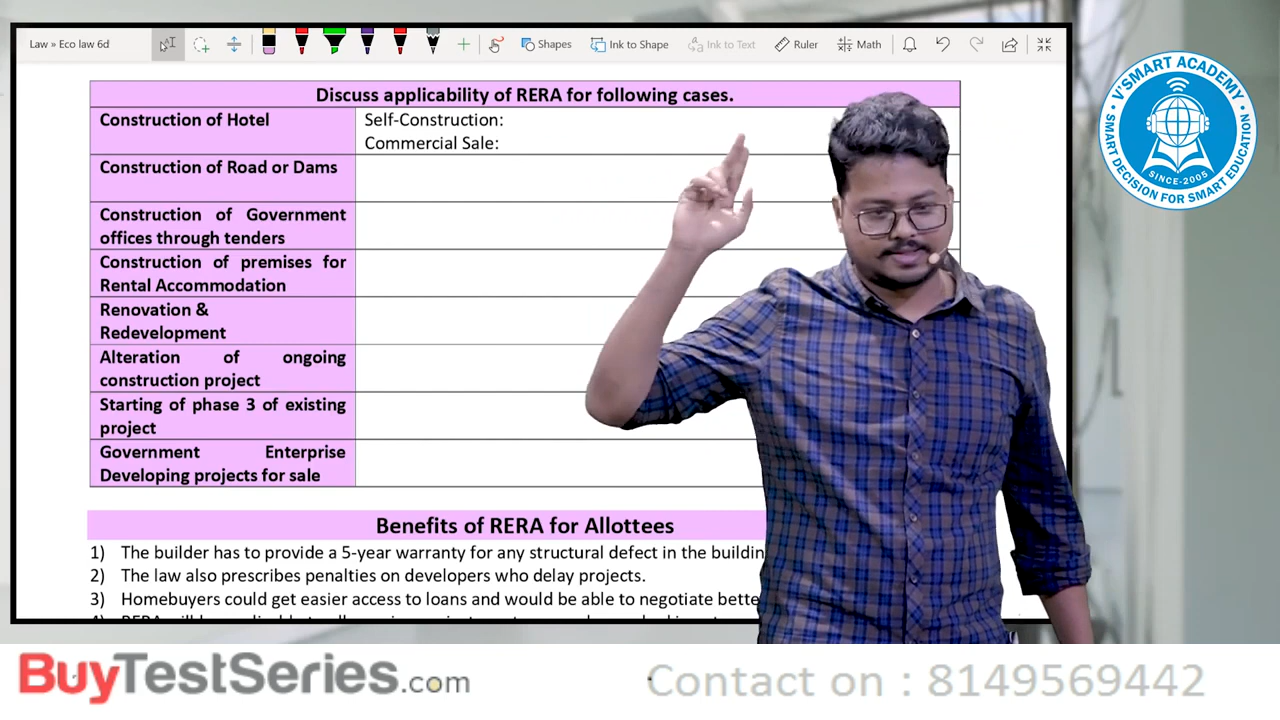 Law » Eco law 6d
Shapes
Ink to Shape
Ink to Text
Ruler
Math
Discuss applicability of RERA for following cases.
Construction of Hotel
Self-Construction:
Commercial Sale:
Construction of Road or Dams
Construction of Government
offices through tenders
Construction of premises for
Rental Accommodation
Renovation &
Redevelopment
Alteration of ongoing
construction project
Starting of phase 3 of existing
project
Government Enterprise
Developing projects for sale
Benefits of RERA for Allottees
1) The builder has to provide a 5-year warranty for any structural defect in the buildin
2) The law also prescribes penalties on developers who delay projects.
3) Homebuyers could get easier access to loans and would be able to negotiate bette
V'SMART ACADEMY
SINCE-2005
SMART DECISION FOR SMART EDUCATION
BuyTestSeries.com
Contact on : 8149569442